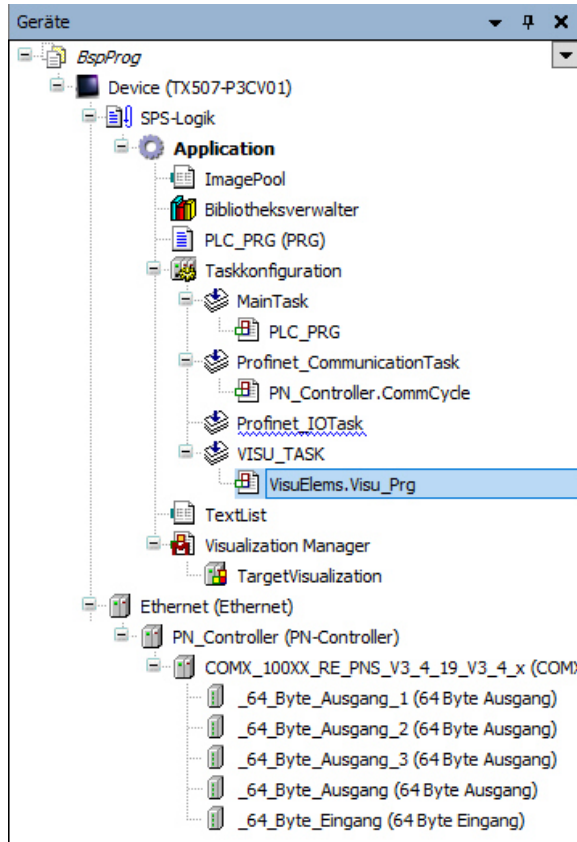 Geräte
BspProg
Device (TX507-P3CV01)
SPS-Logik
Application
ImagePool
Bibliotheksverwalter
PLC_PRG (PRG)
Taskkonfiguration
MainTask
PLC_PRG
Profinet_CommunicationTask
PN_Controller.CommCycle
Profinet_IOTask
VISU_TASK
VisuElems.Visu_Prg
TextList
Visualization Manager
TargetVisualization
Ethernet (Ethernet)
PN_Controller (PN-Controller)
COMX_100XX_RE_PNS_V3_4_19_V3_4_x (COMX
_64_Byte_Ausgang_1 (64 Byte Ausgang)
_64_Byte_Ausgang_2 (64 Byte Ausgang)
_64_Byte_Ausgang_3 (64 Byte Ausgang)
_64_Byte_Ausgang (64 Byte Ausgang)
_64_Byte_Eingang (64 Byte Eingang)